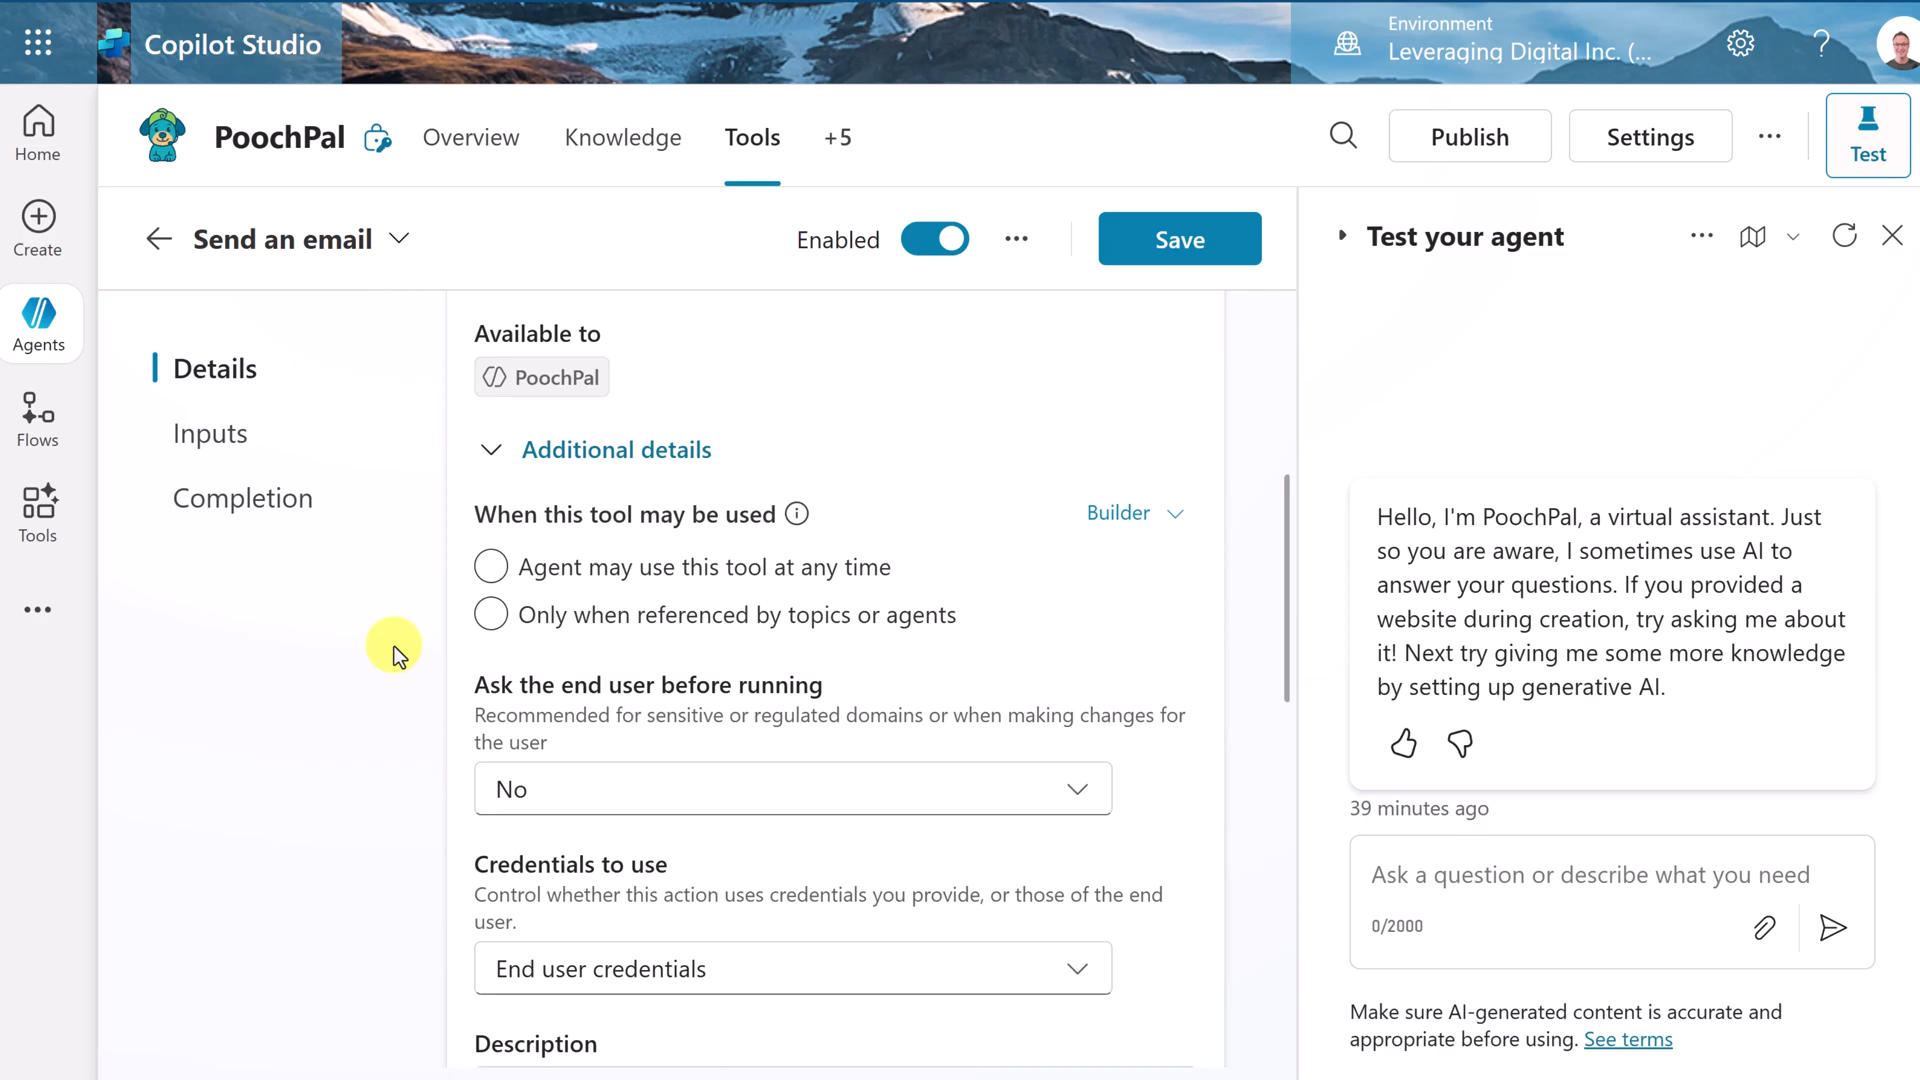 Copilot Studio
Environment
Leveraging Digital Inc. (...
Home
Create
Agents
Flows
Tools
PoochPal
Overview
Knowledge
Tools
+5
Publish
Settings
Test
Send an email
Enabled
Save
Details
Inputs
Completion
Available to
PoochPal
Additional details
When this tool may be used
Builder
Agent may use this tool at any time
Only when referenced by topics or agents
Ask the end user before running
Recommended for sensitive or regulated domains or when making changes for
the user
No
Credentials to use
Control whether this action uses credentials you provide, or those of the end
user.
End user credentials
Description
Test your agent
Hello, I'm PoochPal, a virtual assistant. Just
so you are aware, I sometimes use AI to
answer your questions. If you provided a
website during creation, try asking me about
it! Next try giving me some more knowledge
by setting up generative AI.
39 minutes ago
Ask a question or describe what you need
0/2000
Make sure AI-generated content is accurate and
appropriate before using. See terms